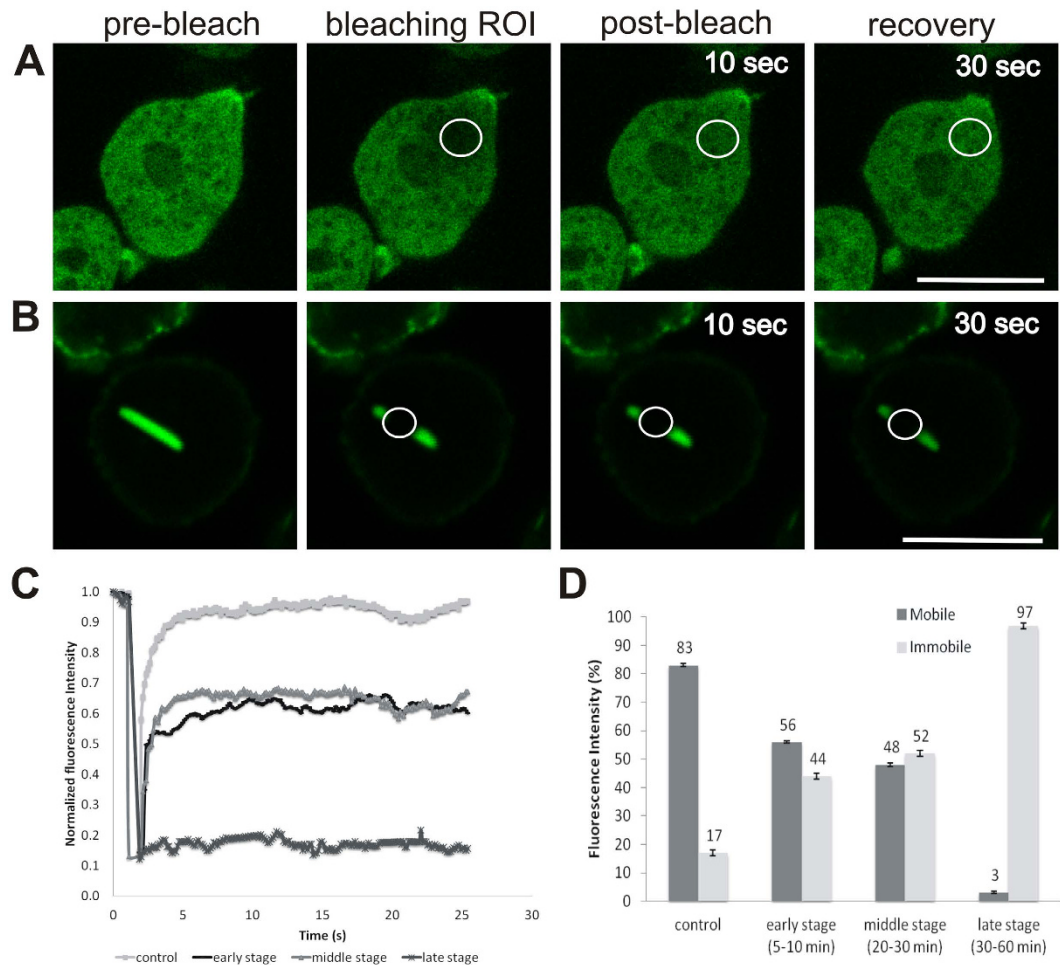 pre-bleach bleaching ROI post-bleach recovery
A
10 sec
30 sec
B
10 sec
30 sec
C
Normalized fluorescence Intensity
1.0
0.9
0.8
0.7
0.6
0.5
0.4
0.3
0.2
0.1
0.0
0 5 10 15 20 25 30
Time (s)
control early stage middle stage late stage
D
Fluorescence Intensity (%)
Mobile
Immobile
100
90
80
70
60
50
40
30
20
10
0
83 17 56 44 48 52 3 97
control early stage middle stage late stage
(5-10 min) (20-30 min) (30-60 min)